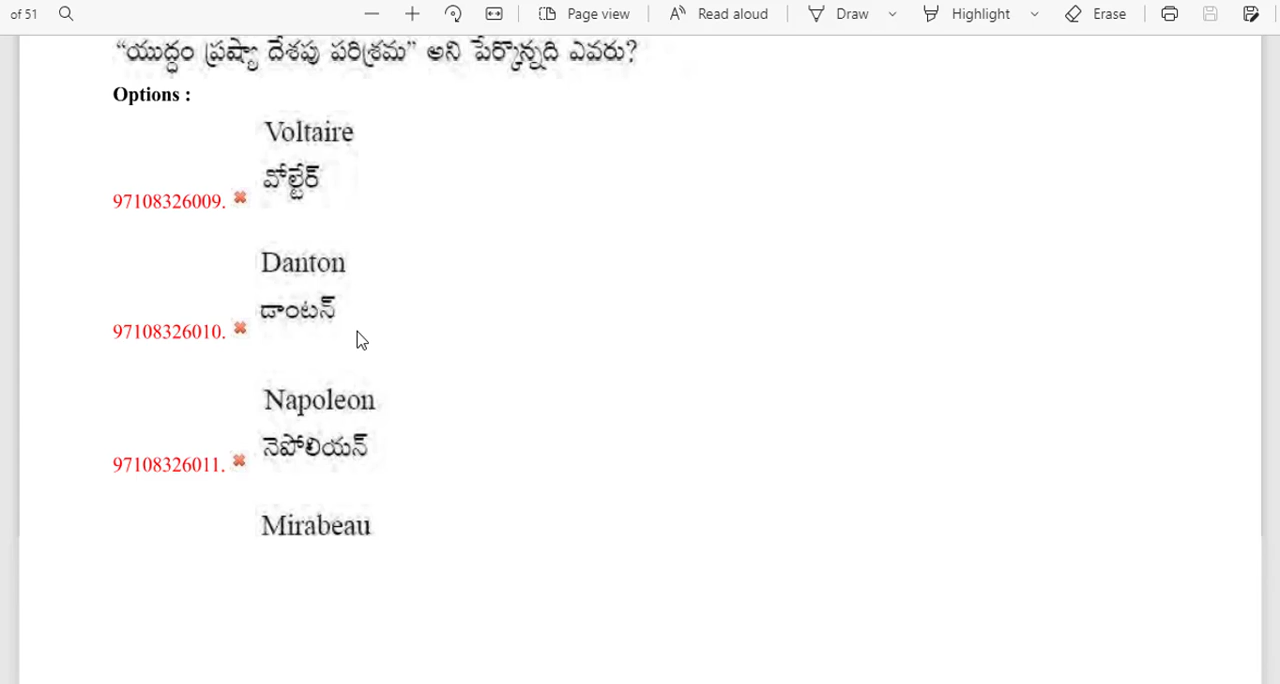 of 51 Page view Read aloud Draw Highlight Erase
“యుద్ధం ప్రష్యా దేశపు పరిశ్రమ” అని పేర్కొన్నది ఎవరు?
Options :
Voltaire
వోల్టేర్
97108326009.
Danton
డాంటన్
97108326010.
Napoleon
నెపోలియన్
97108326011.
Mirabeau